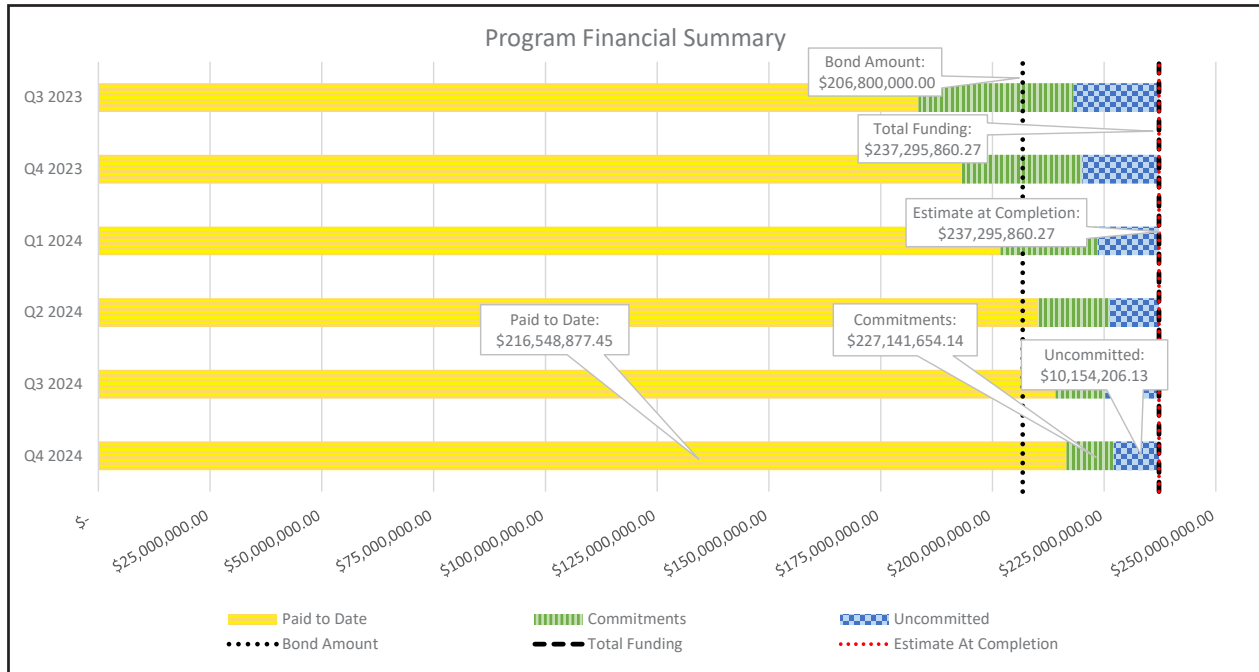 Program Financial Summary
Bond Amount:
$206,800,000.00
Q3 2023
Total Funding:
$237,295,860.27
Q4 2023
Estimate at Completion:
$237,295,860.27
Q1 2024
Q2 2024
Paid to Date:
$216,548,877.45
Commitments:
$227,141,654.14
Uncommitted:
$10,154,206.13
Q3 2024
Q4 2024
$-
$25,000,000.00
$50,000,000.00
$75,000,000.00
$100,000,000.00
$125,000,000.00
$150,000,000.00
$175,000,000.00
$200,000,000.00
$225,000,000.00
$250,000,000.00
Paid to Date
Commitments
Uncommitted
Bond Amount
Total Funding
Estimate At Completion